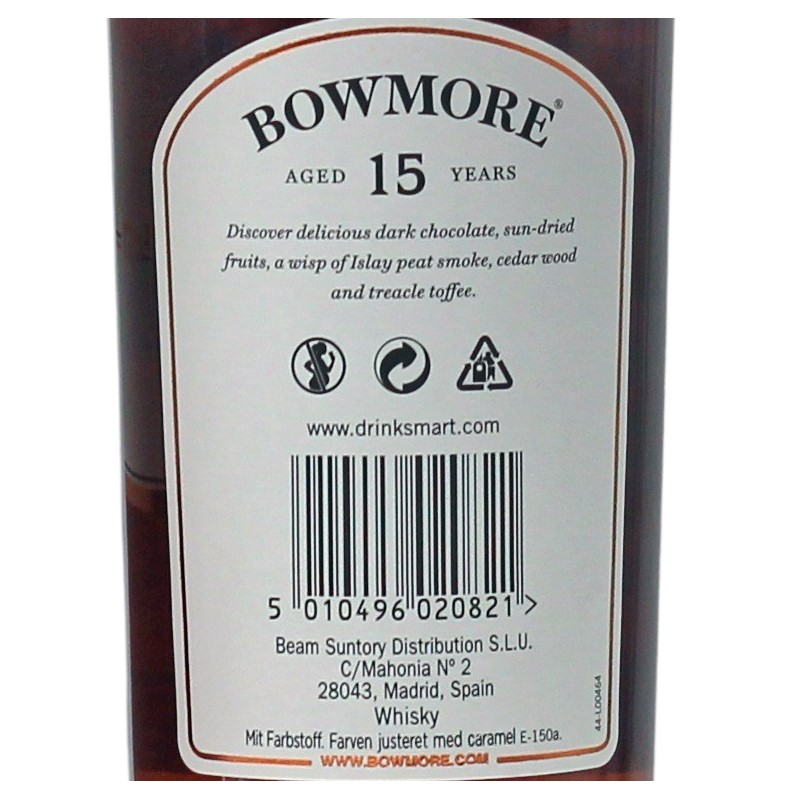 BOWMORE®
AGED 15 YEARS
Discover delicious dark chocolate, sun-dried
fruits, a wisp of Islay peat smoke, cedar wood
and treacle toffee.
www.drinksmart.com
5 010496 020821 >
Beam Suntory Distribution S.L.U.
C/Mahonia Nº 2
28043, Madrid, Spain
Whisky
Mit Farbstoff. Farven justeret med caramel E-150a.
44-L00464
WWW.BOWMORE.COM